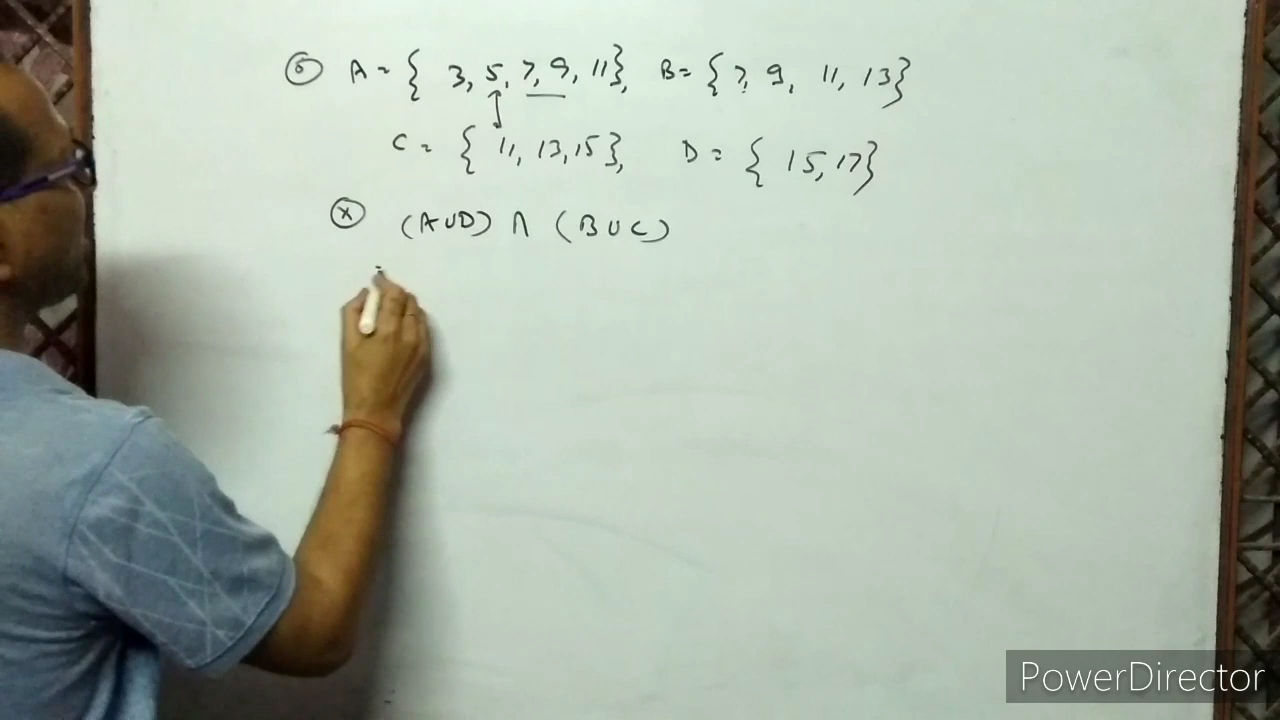 ⑥ A = { 3, 5, 7, 9, 11}, B = { 7, 9, 11, 13}
C = { 11, 13, 15}, D = { 15, 17}
ⓧ (A∪D) ∩ (B∪C)
PowerDirector